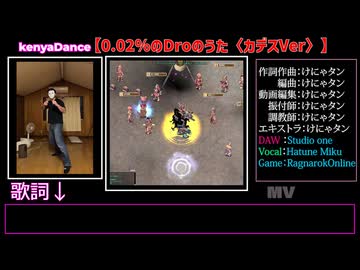 kenyaDance【0.02%のDroのうた〈カデスVer〉】
作詞作曲:けにゃタン
編曲:けにゃタン
動画編集:けにゃタン
振付師:けにゃタン
調教師:けにゃタン
エキストラ:けにゃタン
DAW:Studio one
Vocal:Hatune Miku
Game:RagnarokOnline
歌詞↓
MV